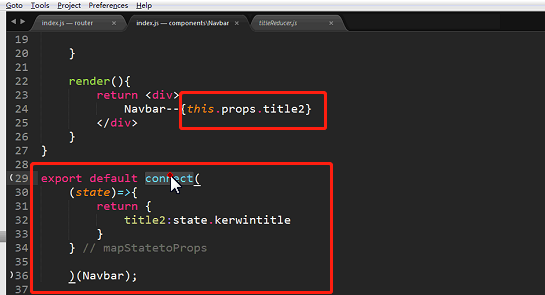 Goto Tools Project Preferences Help
index.js — router index.js — components\Navbar titleReducer.js
19
20 }
21
22 render(){
23 return <div>
24 Navbar--{this.props.title2}
25 </div>
26 }
27 }
28
29 export default connect(
30 (state)=>{
31 return {
32 title2:state.kerwintitle
33 }
34 } // mapStatetoProps
35
36 )(Navbar);
37